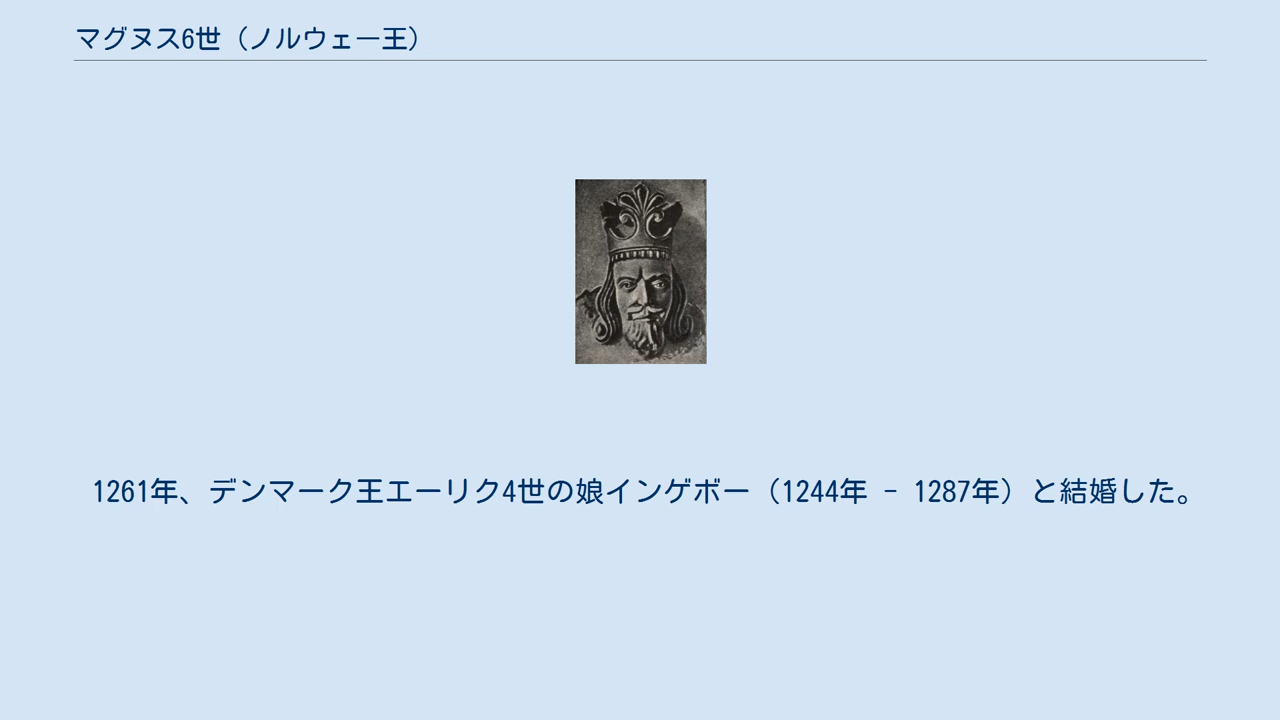 マグヌス6世（ノルウェー王）
1261年、デンマーク王エーリク4世の娘インゲボー（1244年 - 1287年）と結婚した。